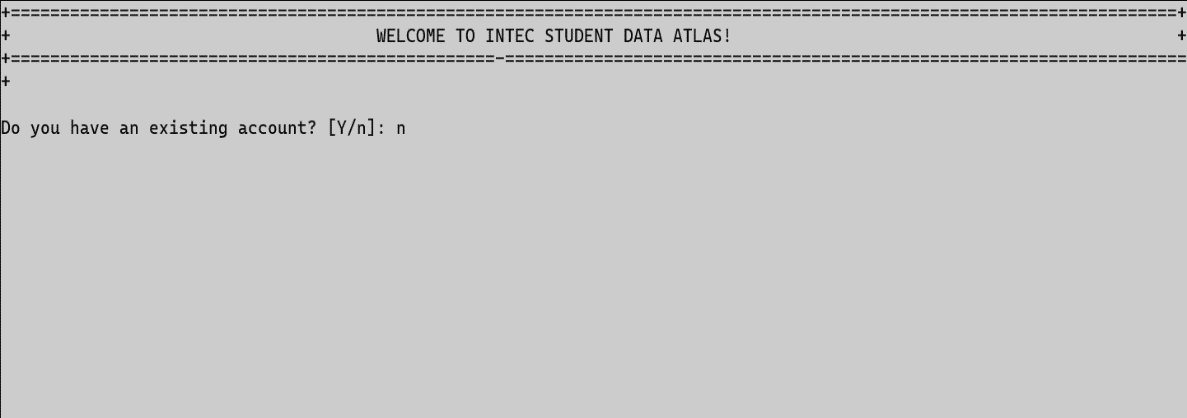 +======================================================================================================================+
+                                     WELCOME TO INTEC STUDENT DATA ATLAS!                                             +
+=================================================-=====================================================================
+
Do you have an existing account? [Y/n]: n